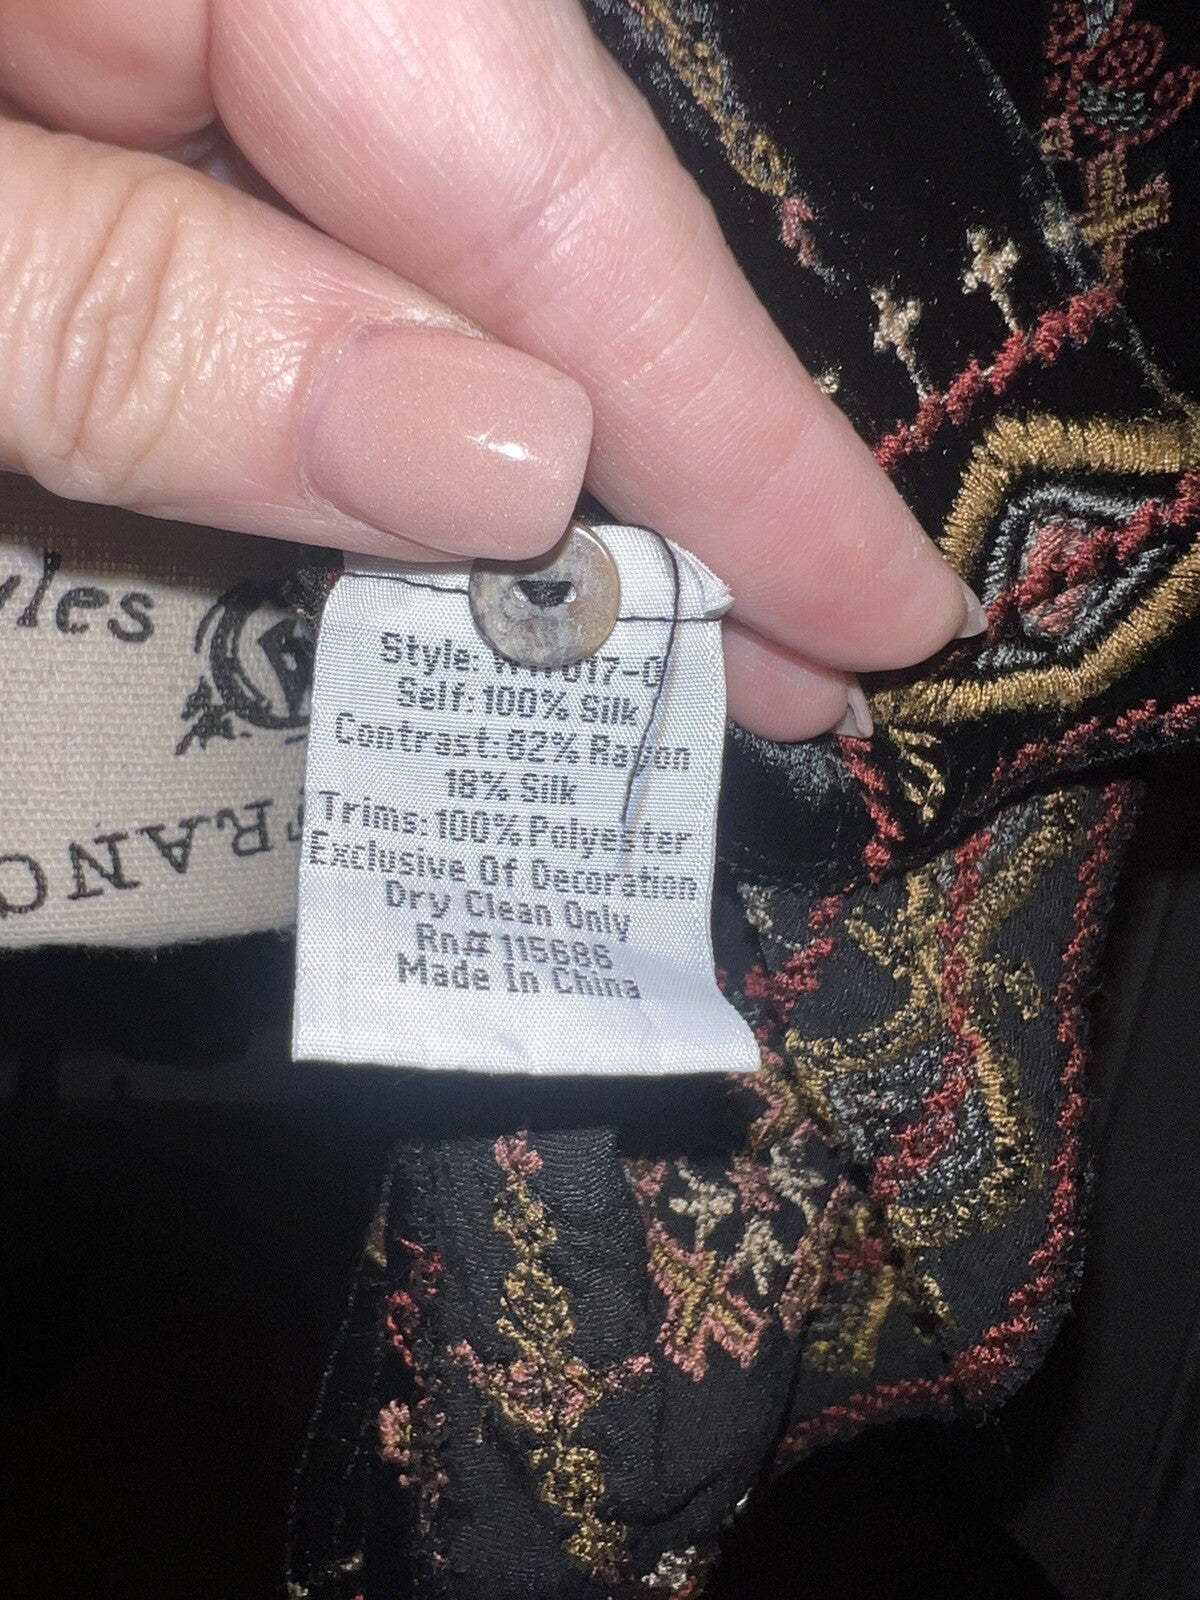 Style:
Self: 100% Silk
Contrast: 82% Rayon
18% Silk
Trims: 100% Polyester
Exclusive Of Decoration
Dry Clean Only
Rn# 115686
Made In China